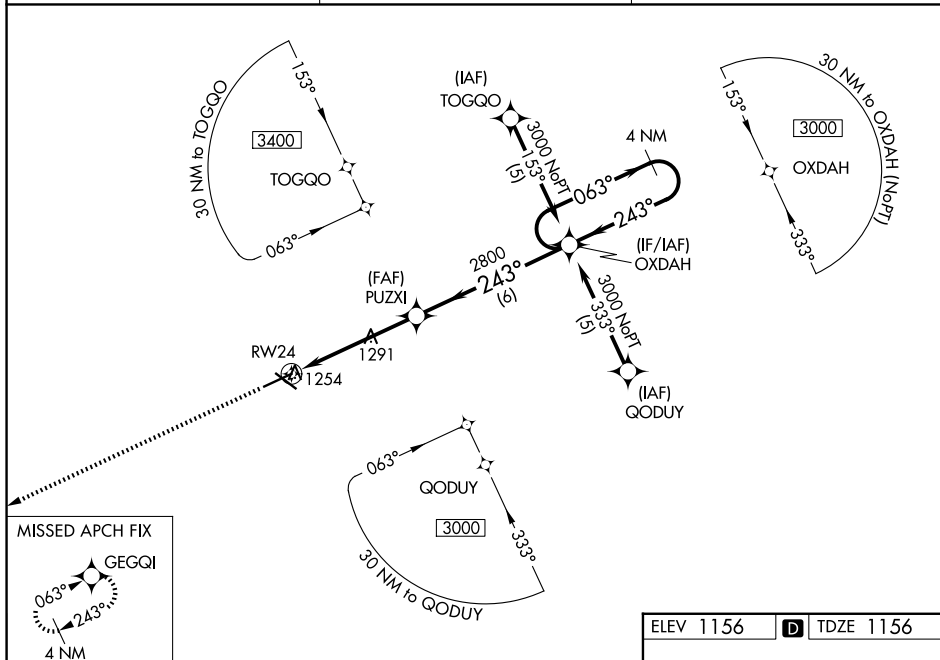 30 NM to TOGQO
153°
3400
TOGQO
063°
(IAF)
TOGQO
3000 NoPT
153°
(5)
4 NM
063°
243°
(IF/IAF)
OXDAH
30 NM to OXDAH (NoPT)
153°
3000
OXDAH
333°
2800
243°
(6)
(FAF)
PUZXI
3000 NoPT
333°
(5)
(IAF)
QODUY
1291
RW24
1254
063°
QODUY
3000
333°
30 NM to QODUY
MISSED APCH FIX
GEGQI
063°
243°
4 NM
ELEV 1156 D TDZE 1156